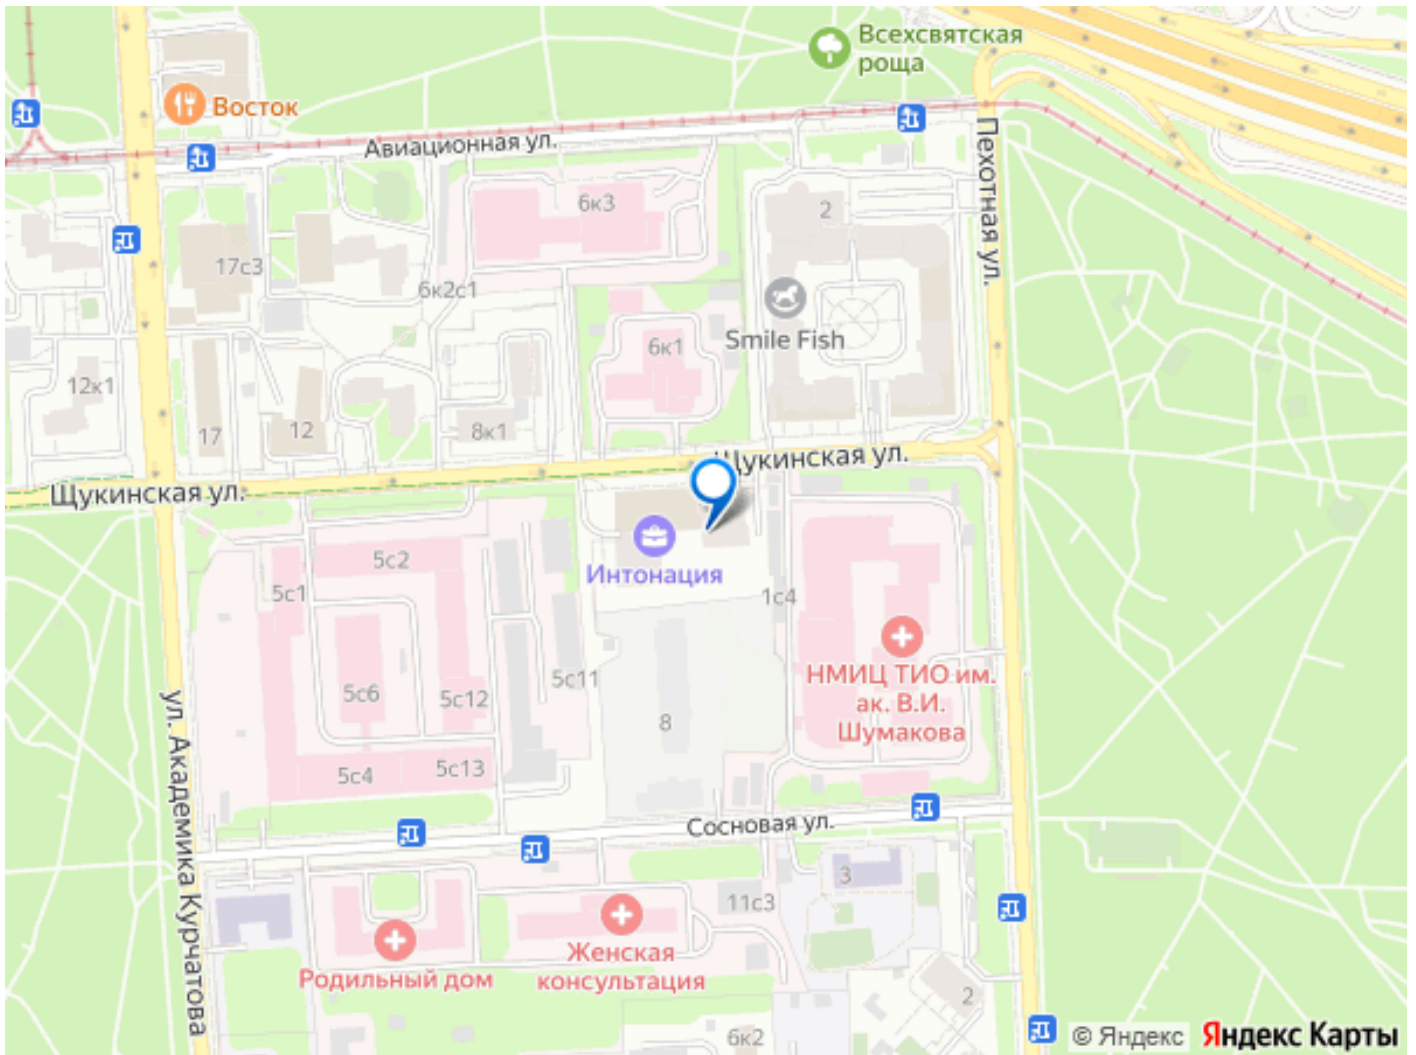 Всехсвятская
роща
Восток
Авиационная ул.
Пехотная ул.
6к3
2
17с3
6к2с1
Smile Fish
6к1
12к1
17
12
8к1
Щукинская ул.
Щукинская ул.
Интонация
5с2
5с1
1с4
5с6
5с12
5с11
8
НМИЦ ТИО им.
ак. В.И.
Шумакова
5с4
5с13
ул. Академика Курчатова
Сосновая ул.
3
11с3
Женская
консультация
Родильный дом
2
6к2
© Яндекс Яндекс Карты